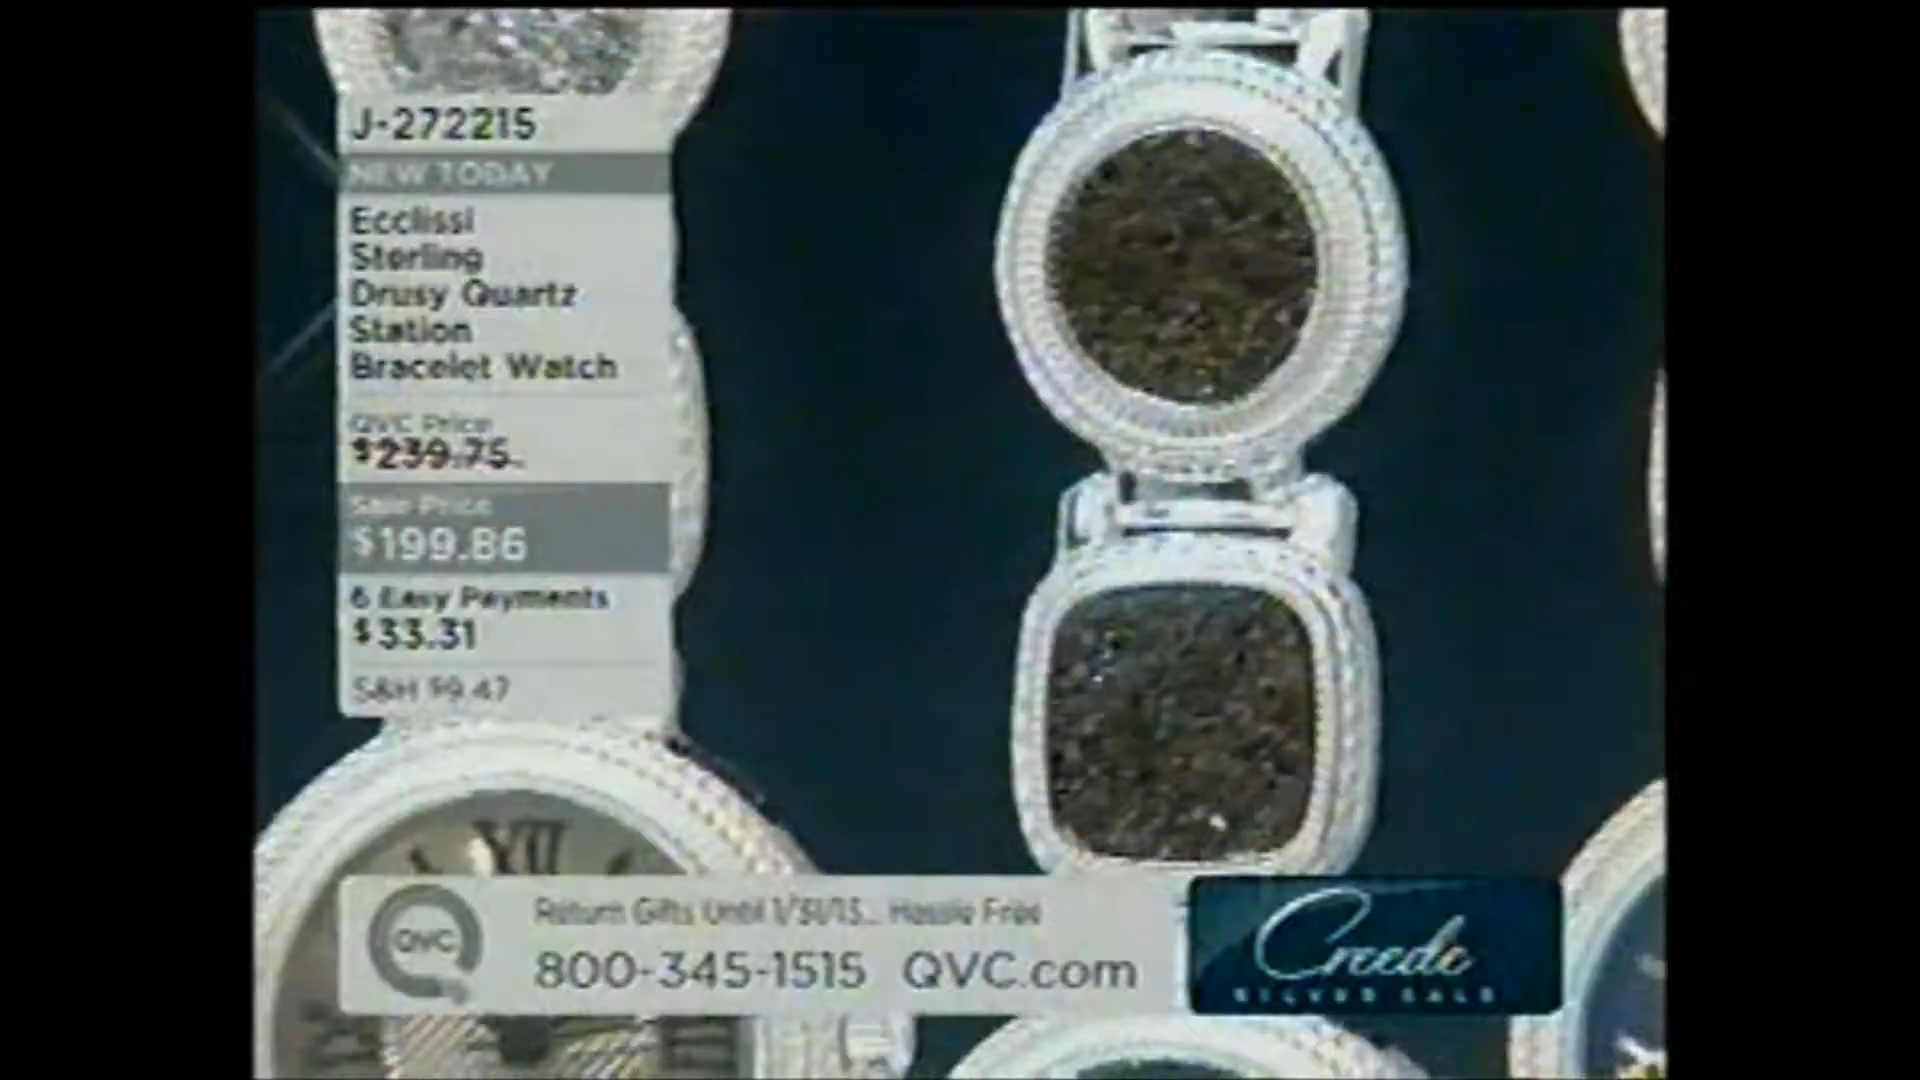 J-272215
NEW TODAY
Ecclissi
Sterling
Drusy Quartz
Station
Bracelet Watch
QVC Price
$239.75
Sale Price
$199.86
6 Easy Payments
$33.31
S&H $9.47
XII
QVC
Return Gifts Until 1/31/13... Hassle Free
800-345-1515 QVC.com
Creede
SILVER SALE